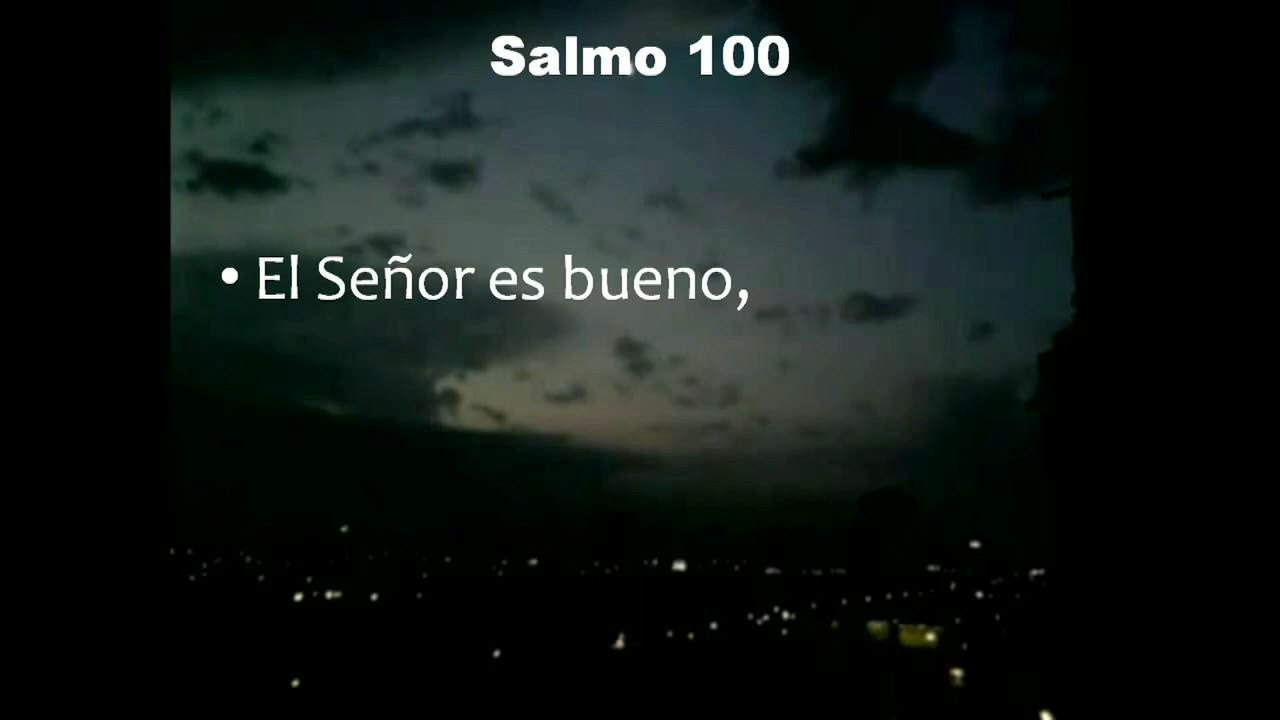 Salmo 100
• El Señor es bueno,